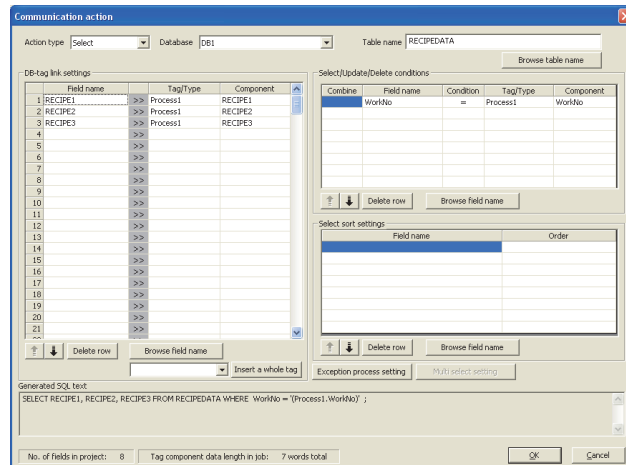 Communication action
Action type Select Database DB1 Table name RECIPEDATA
Browse table name
DB-tag link settings
Field name Tag/Type Component
1 RECIPE1 >> Process1 RECIPE1
2 RECIPE2 >> Process1 RECIPE2
3 RECIPE3 >> Process1 RECIPE3
4 >>
5 >>
6 >>
7 >>
8 >>
9 >>
10 >>
11 >>
12 >>
13 >>
14 >>
15 >>
16 >>
17 >>
18 >>
19 >>
20 >>
21 >>
Delete row Browse field name
Insert a whole tag
Select/Update/Delete conditions
Combine Field name Condition Tag/Type Component
WorkNo = Process1 WorkNo
Delete row Browse field name
Select sort settings
Field name Order
Delete row Browse field name
Exception process setting Multi select setting
Generated SQL text
SELECT RECIPE1, RECIPE2, RECIPE3 FROM RECIPEDATA WHERE WorkNo = '(Process1.WorkNo)' ;
No. of fields in project: 8 Tag component data length in job: 7 words total
OK Cancel